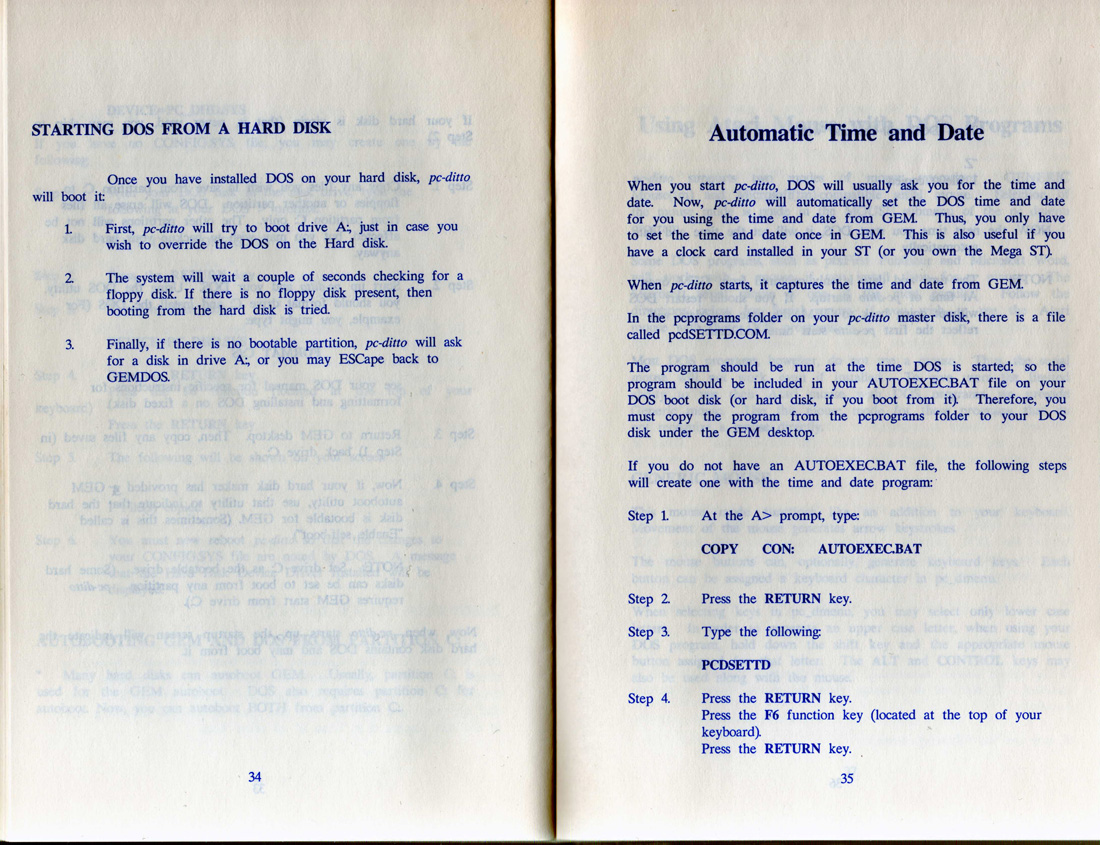 STARTING DOS FROM A HARD DISK
Once you have installed DOS on your hard disk, pc-ditto
will boot it:
1. First, pc-ditto will try to boot drive A:, just in case you
wish to override the DOS on the Hard disk.
2. The system will wait a couple of seconds checking for a
floppy disk. If there is no floppy disk present, then
booting from the hard disk is tried.
3. Finally, if there is no bootable partition, pc-ditto will ask
for a disk in drive A:, or you may ESCape back to
GEMDOS.
34
Automatic Time and Date
When you start pc-ditto, DOS will usually ask you for the time and
date. Now, pc-ditto will automatically set the DOS time and date
for you using the time and date from GEM. Thus, you only have
to set the time and date once in GEM. This is also useful if you
have a clock card installed in your ST (or you own the Mega ST).
When pc-ditto starts, it captures the time and date from GEM.
In the pcprograms folder on your pc-ditto master disk, there is a file
called pcdSETTD.COM.
The program should be run at the time DOS is started; so the
program should be included in your AUTOEXEC.BAT file on your
DOS boot disk (or hard disk, if you boot from it). Therefore, you
must copy the program from the pcprograms folder to your DOS
disk under the GEM desktop.
If you do not have an AUTOEXEC.BAT file, the following steps
will create one with the time and date program:
Step 1. At the A> prompt, type:
COPY CON: AUTOEXEC.BAT
Step 2. Press the RETURN key.
Step 3. Type the following:
PCDSETTD
Step 4. Press the RETURN key.
Press the F6 function key (located at the top of your
keyboard).
Press the RETURN key.
35